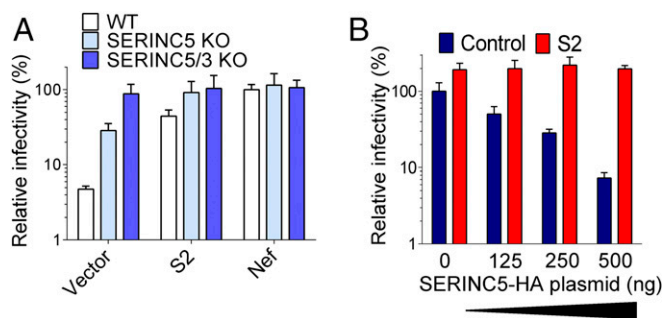 A
WT
SERINC5 KO
SERINC5/3 KO
Relative infectivity (%)
100
10
1
Vector
S2
Nef
B
Control
S2
Relative infectivity (%)
100
10
1
0 125 250 500
SERINC5-HA plasmid (ng)